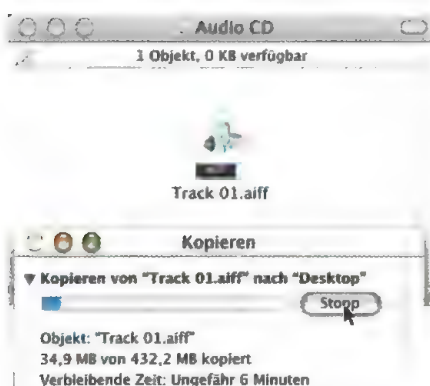 Audio CD
1 Objekt, 0 KB verfügbar
Track 01.aiff
Kopieren
Kopieren von "Track 01.aiff" nach "Desktop"
Stopp
Objekt: "Track 01.aiff"
34,9 MB von 432,2 MB kopiert
Verbleibende Zeit: Ungefähr 6 Minuten